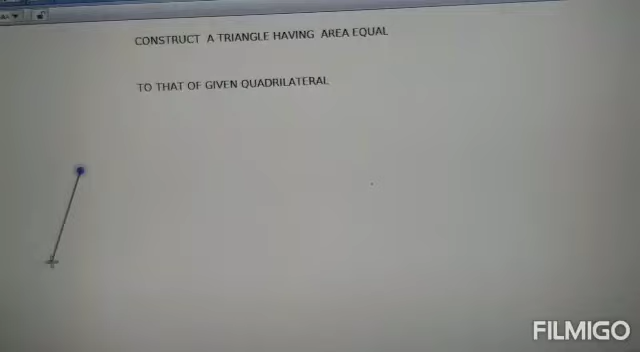 CONSTRUCT A TRIANGLE HAVING AREA EQUAL
TO THAT OF GIVEN QUADRILATERAL
FILMIGO